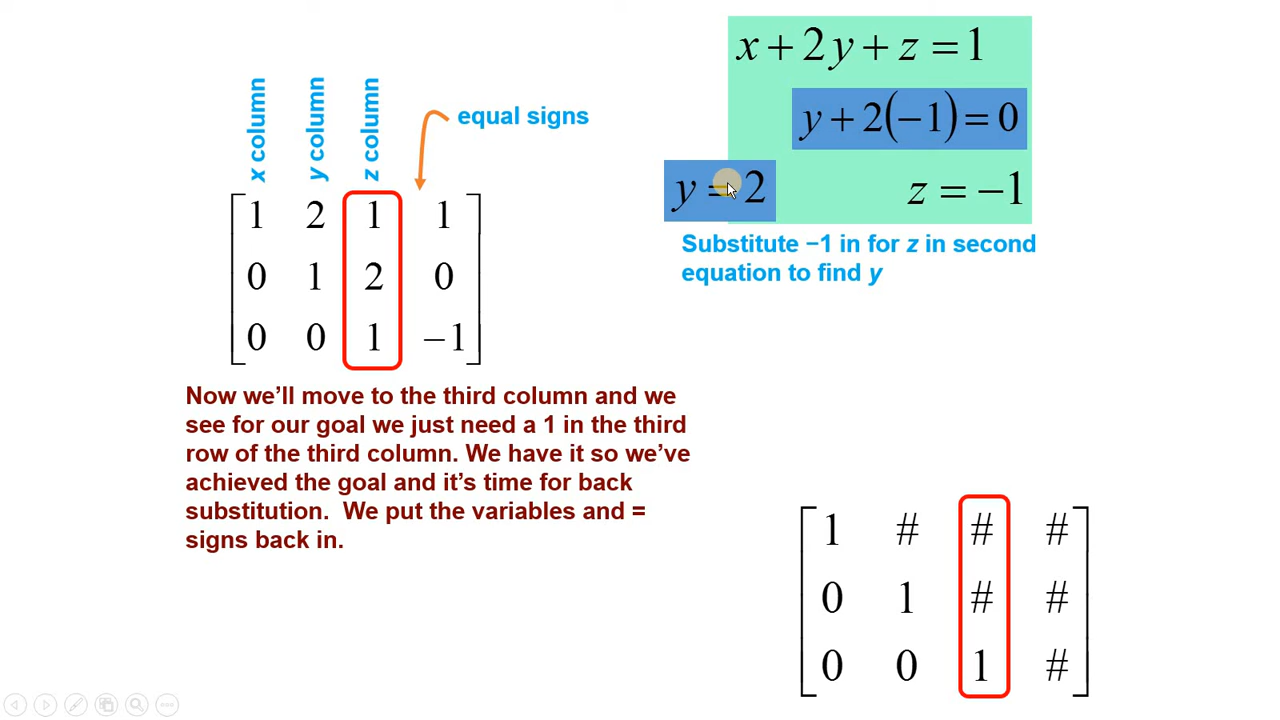 x column
y column
z column
equal signs
1 2 1 1
0 1 2 0
0 0 1 −1
x + 2y + z = 1
y + 2(−1) = 0
y = 2
z = −1
Substitute −1 in for z in second
equation to find y
Now we’ll move to the third column and we
see for our goal we just need a 1 in the third
row of the third column. We have it so we’ve
achieved the goal and it’s time for back
substitution.  We put the variables and =
signs back in.
1 # # #
0 1 # #
0 0 1 #